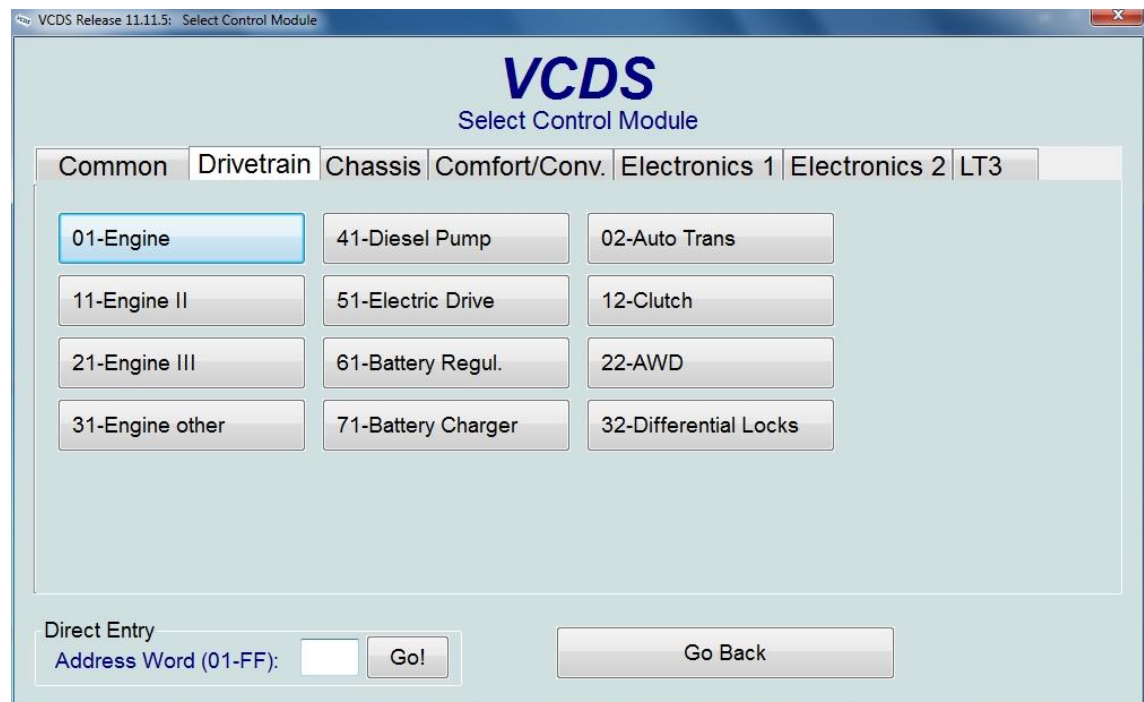 VCDS Release 11.11.5: Select Control Module
VCDS
Select Control Module
Common Drivetrain Chassis Comfort/Conv. Electronics 1 Electronics 2 LT3
01-Engine 41-Diesel Pump 02-Auto Trans
11-Engine II 51-Electric Drive 12-Clutch
21-Engine III 61-Battery Regul. 22-AWD
31-Engine other 71-Battery Charger 32-Differential Locks
Direct Entry
Address Word (01-FF): Go! Go Back